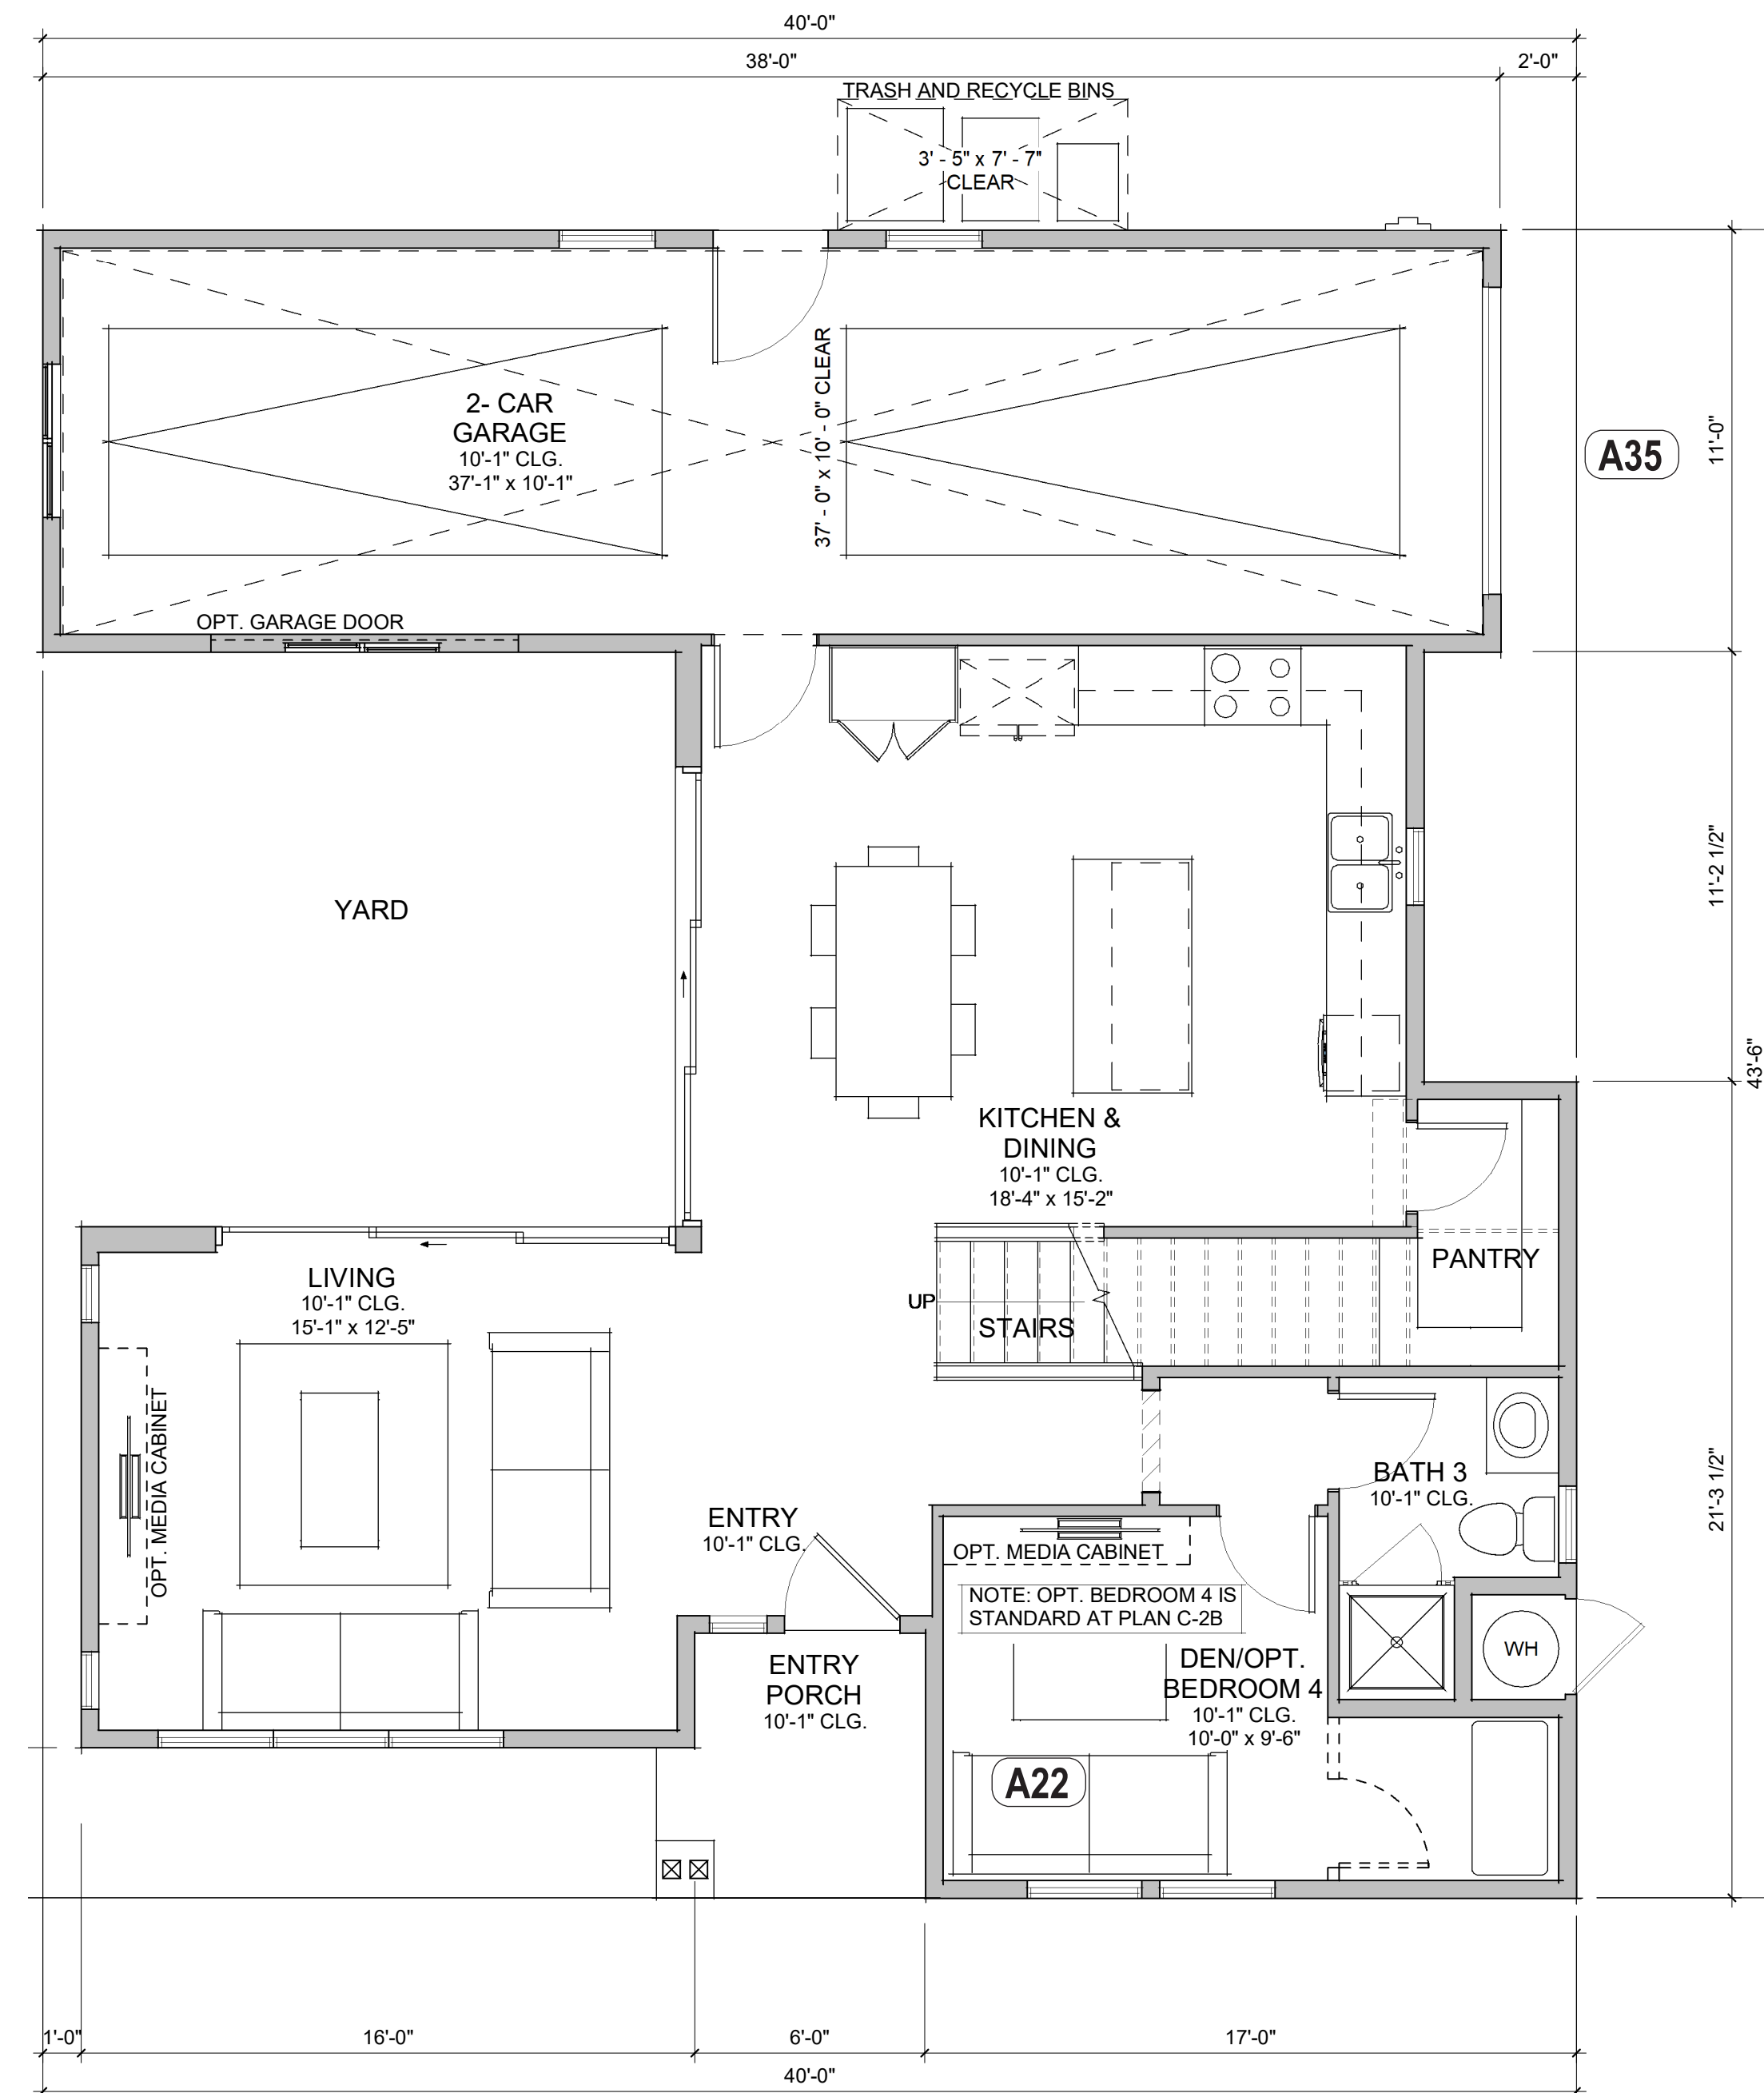 40'-0"
38'-0"
2'-0"
TRASH AND RECYCLE BINS
3' - 5" x 7' - 7"
CLEAR
2- CAR
GARAGE
10'-1" CLG.
37'-1" x 10'-1"
37' - 0" x 10' - 0" CLEAR
A35
11'-0"
OPT. GARAGE DOOR
YARD
11'-2 1/2"
43'-6"
KITCHEN &
DINING
10'-1" CLG.
18'-4" x 15'-2"
PANTRY
UP
STAIRS
LIVING
10'-1" CLG.
15'-1" x 12'-5"
OPT. MEDIA CABINET
BATH 3
10'-1" CLG.
21'-3 1/2"
ENTRY
10'-1" CLG.
OPT. MEDIA CABINET
NOTE: OPT. BEDROOM 4 IS
STANDARD AT PLAN C-2B
WH
ENTRY
PORCH
10'-1" CLG.
DEN/OPT.
BEDROOM 4
10'-1" CLG.
10'-0" x 9'-6"
A22
1'-0"
16'-0"
6'-0"
17'-0"
40'-0"